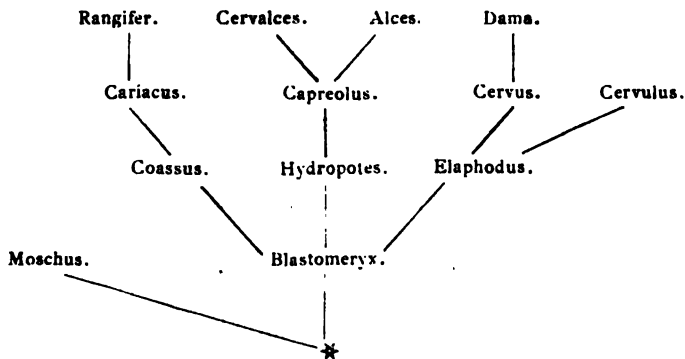 Rangifer. Cervalces. Alces. Dama.
Cariacus. Capreolus. Cervus. Cervulus.
Coassus. Hydropotes. Elaphodus.
Moschus. Blastomeryx.